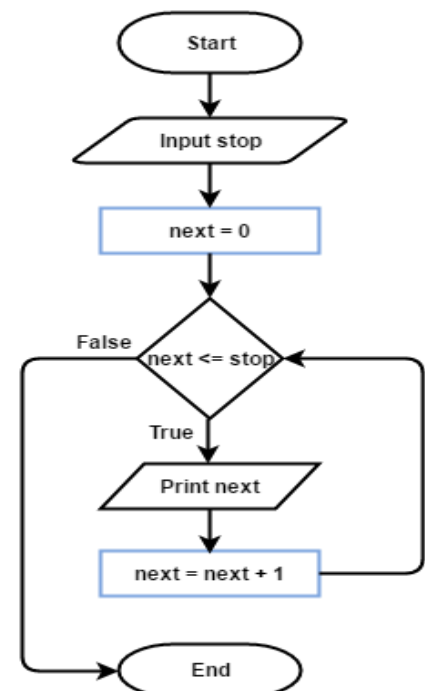 Start
Input stop
next = 0
False
next <= stop
True
Print next
next = next + 1
End